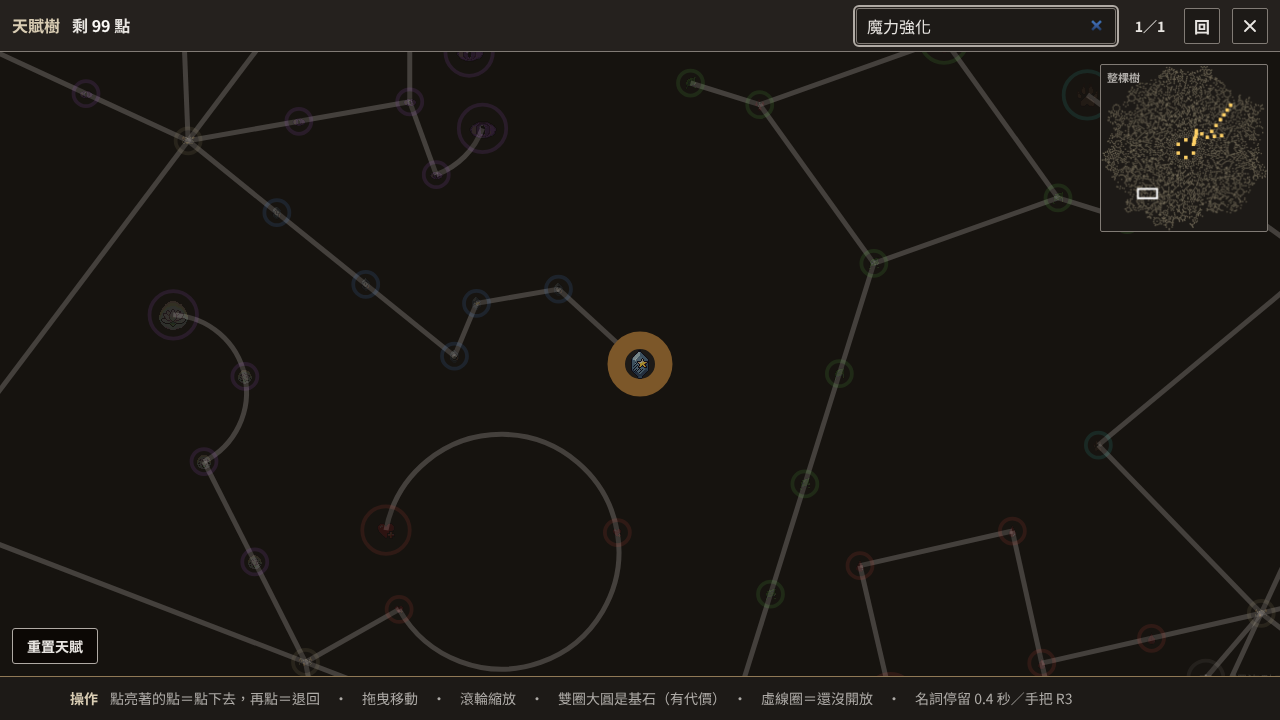 天賦樹 剩 99 點
魔力強化 ✕ 1／1 回 ✕
整棵樹
重置天賦
操作 點亮著的點＝點下去，再點＝退回 • 拖曳移動 • 滾輪縮放 • 雙圈大圓是基石（有代價） • 虛線圈＝還沒開放 • 名詞停留 0.4 秒／手把 R3